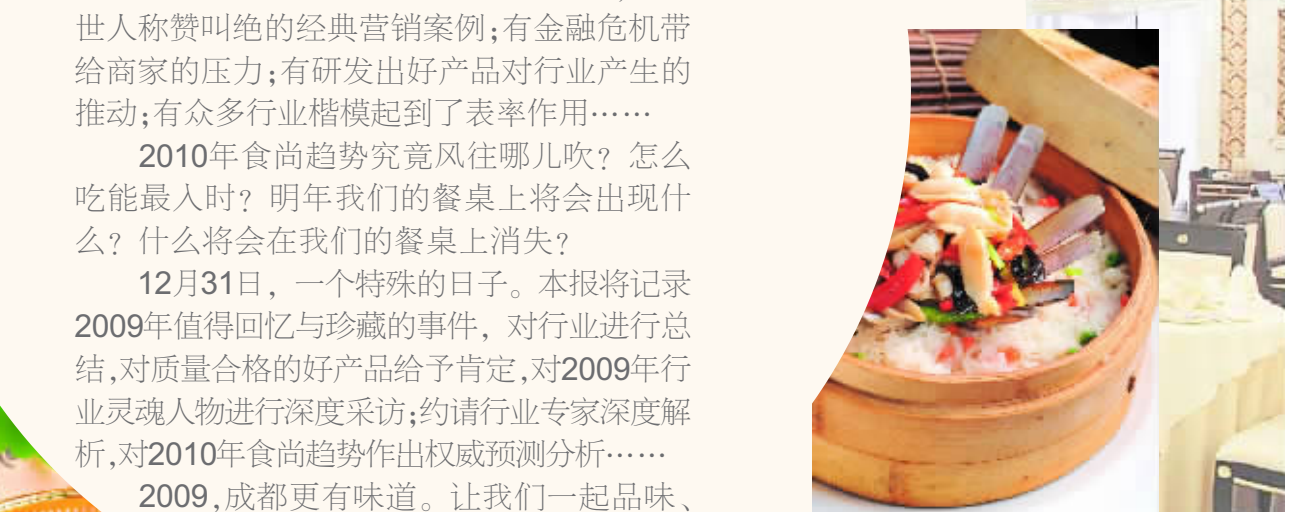 世人称赞叫绝的经典营销案例;有金融危机带
给商家的压力;有研发出好产品对行业产生的
推动;有众多行业楷模起到了表率作用……
2010年食尚趋势究竟风往哪儿吹？怎么
吃能最入时？明年我们的餐桌上将会出现什
么？什么将会在我们的餐桌上消失？
12月31日，一个特殊的日子。本报将记录
2009年值得回忆与珍藏的事件，对行业进行总
结,对质量合格的好产品给予肯定,对2009年行
业灵魂人物进行深度采访;约请行业专家深度解
析,对2010年食尚趋势作出权威预测分析……
2009,成都更有味道。让我们一起品味、